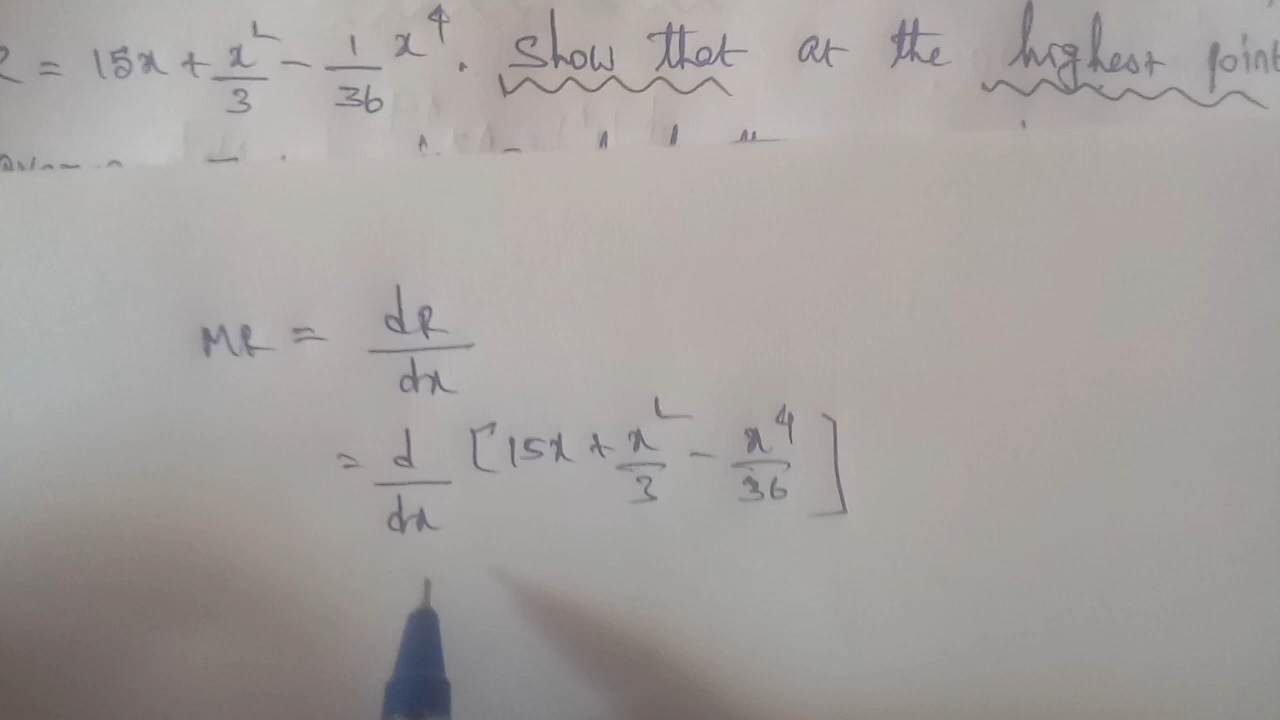 R = 15x + x²/3 - 1/36 x⁴. Show that at the highest point
MR = dR/dx
= d/dx [15x + x²/3 - x⁴/36]